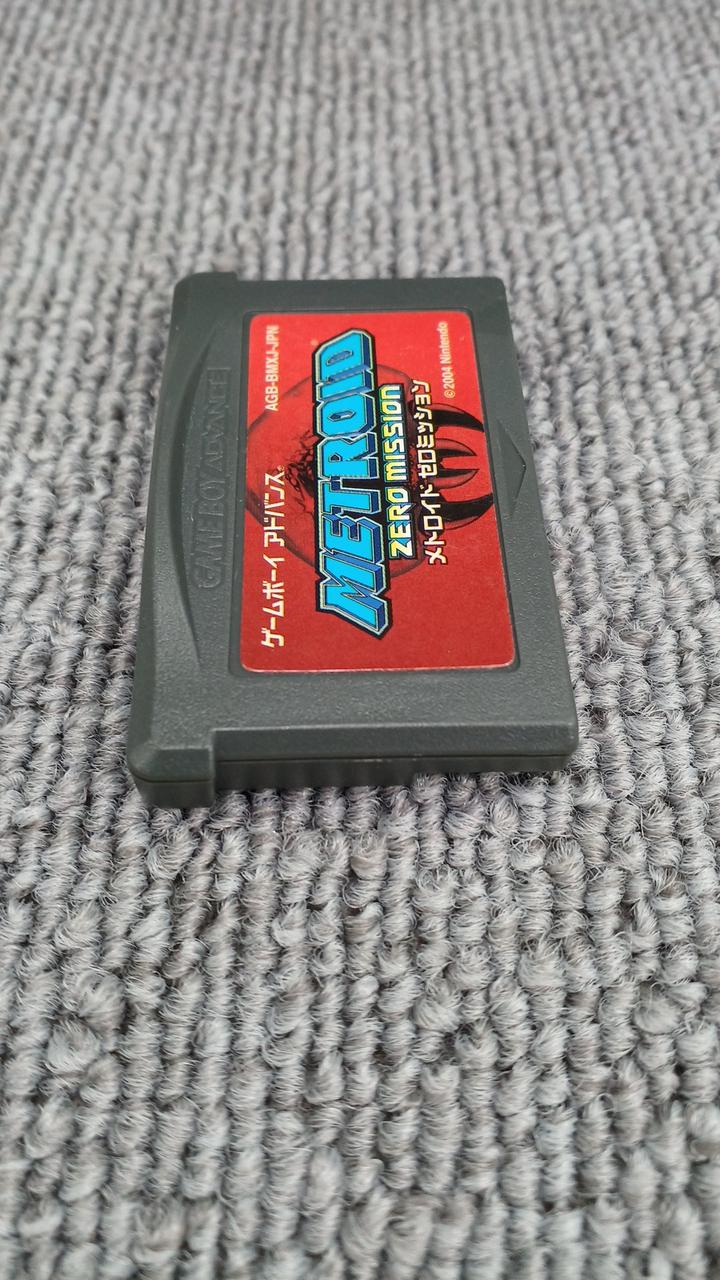 GAME BOY ADVANCE
ゲームボーイ アドバンス
AGB-BMXJ-JPN
METROID
ZERO MISSION
メトロイド ゼロミッション
©2004 Nintendo